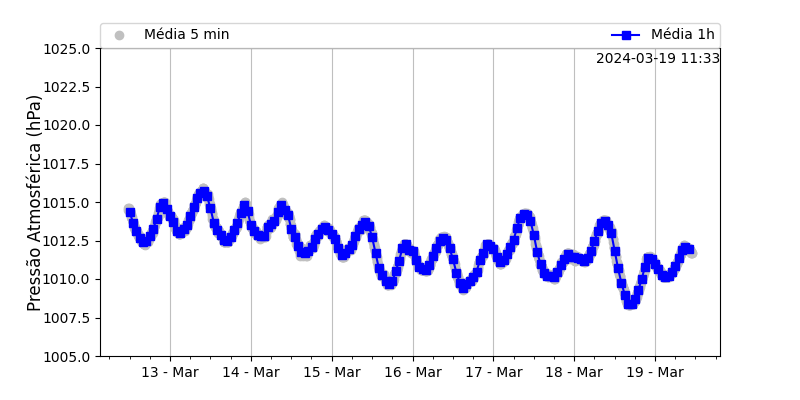 Média 5 min
Média 1h
2024-03-19 11:33
Pressão Atmosférica (hPa)
1025.0
1022.5
1020.0
1017.5
1015.0
1012.5
1010.0
1007.5
1005.0
13 - Mar
14 - Mar
15 - Mar
16 - Mar
17 - Mar
18 - Mar
19 - Mar